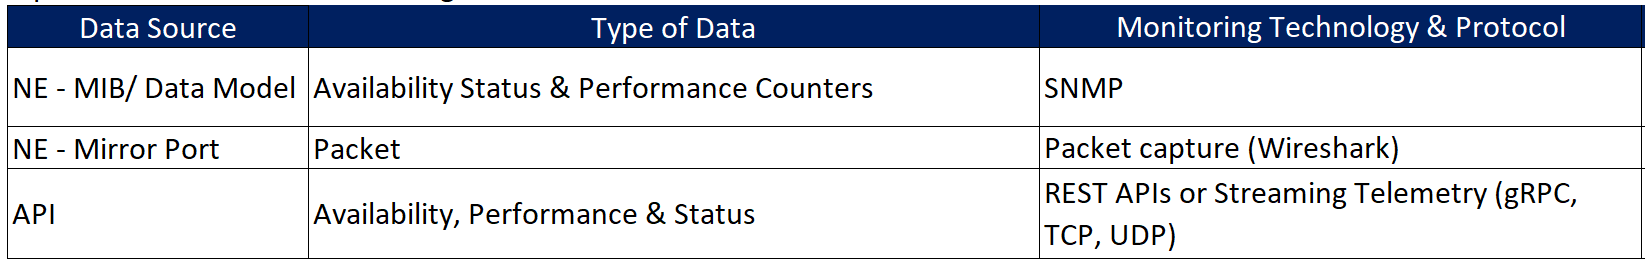 Data Source Type of Data Monitoring Technology & Protocol
NE - MIB/ Data Model Availability Status & Performance Counters SNMP
NE - Mirror Port Packet Packet capture (Wireshark)
API Availability, Performance & Status REST APIs or Streaming Telemetry (gRPC,
TCP, UDP)